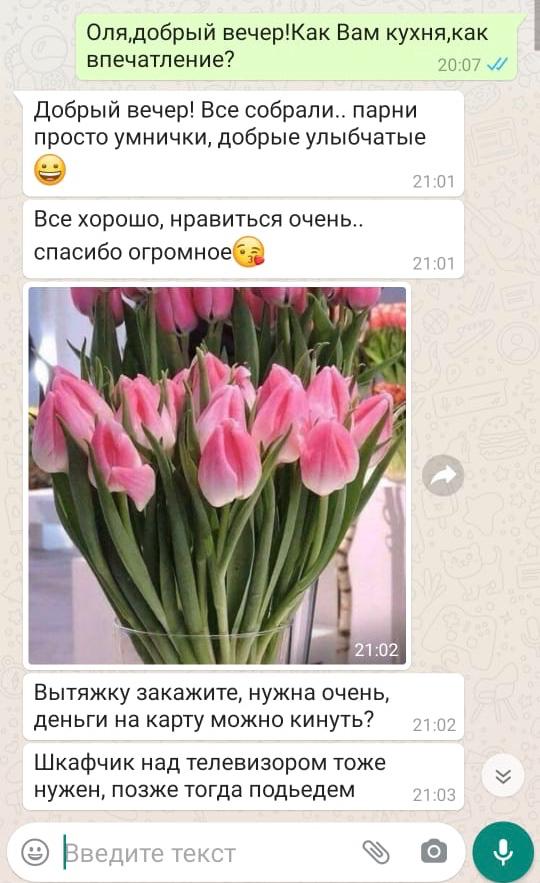 Оля,добрый вечер!Как Вам кухня,как
впечатление?
20:07
Добрый вечер! Все собрали.. парни
просто умнички, добрые улыбчатые
😀
21:01
Все хорошо, нравиться очень..
спасибо огромное😘
21:01
21:02
Вытяжку закажите, нужна очень,
деньги на карту можно кинуть?
21:02
Шкафчик над телевизором тоже
нужен, позже тогда подьедем
21:03
Введите текст